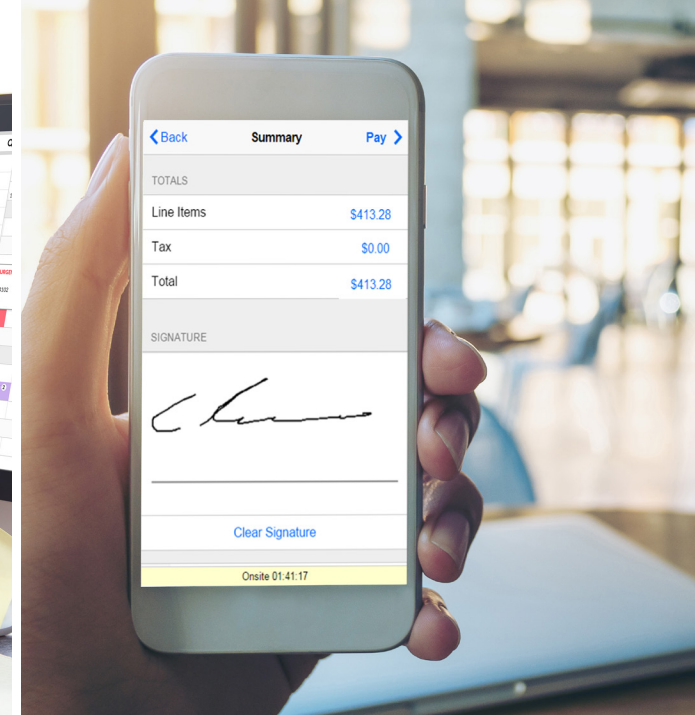 Back Summary Pay
TOTALS
Line Items $413.28
Tax $0.00
Total $413.28
SIGNATURE
Clear Signature
Onsite 01:41:17